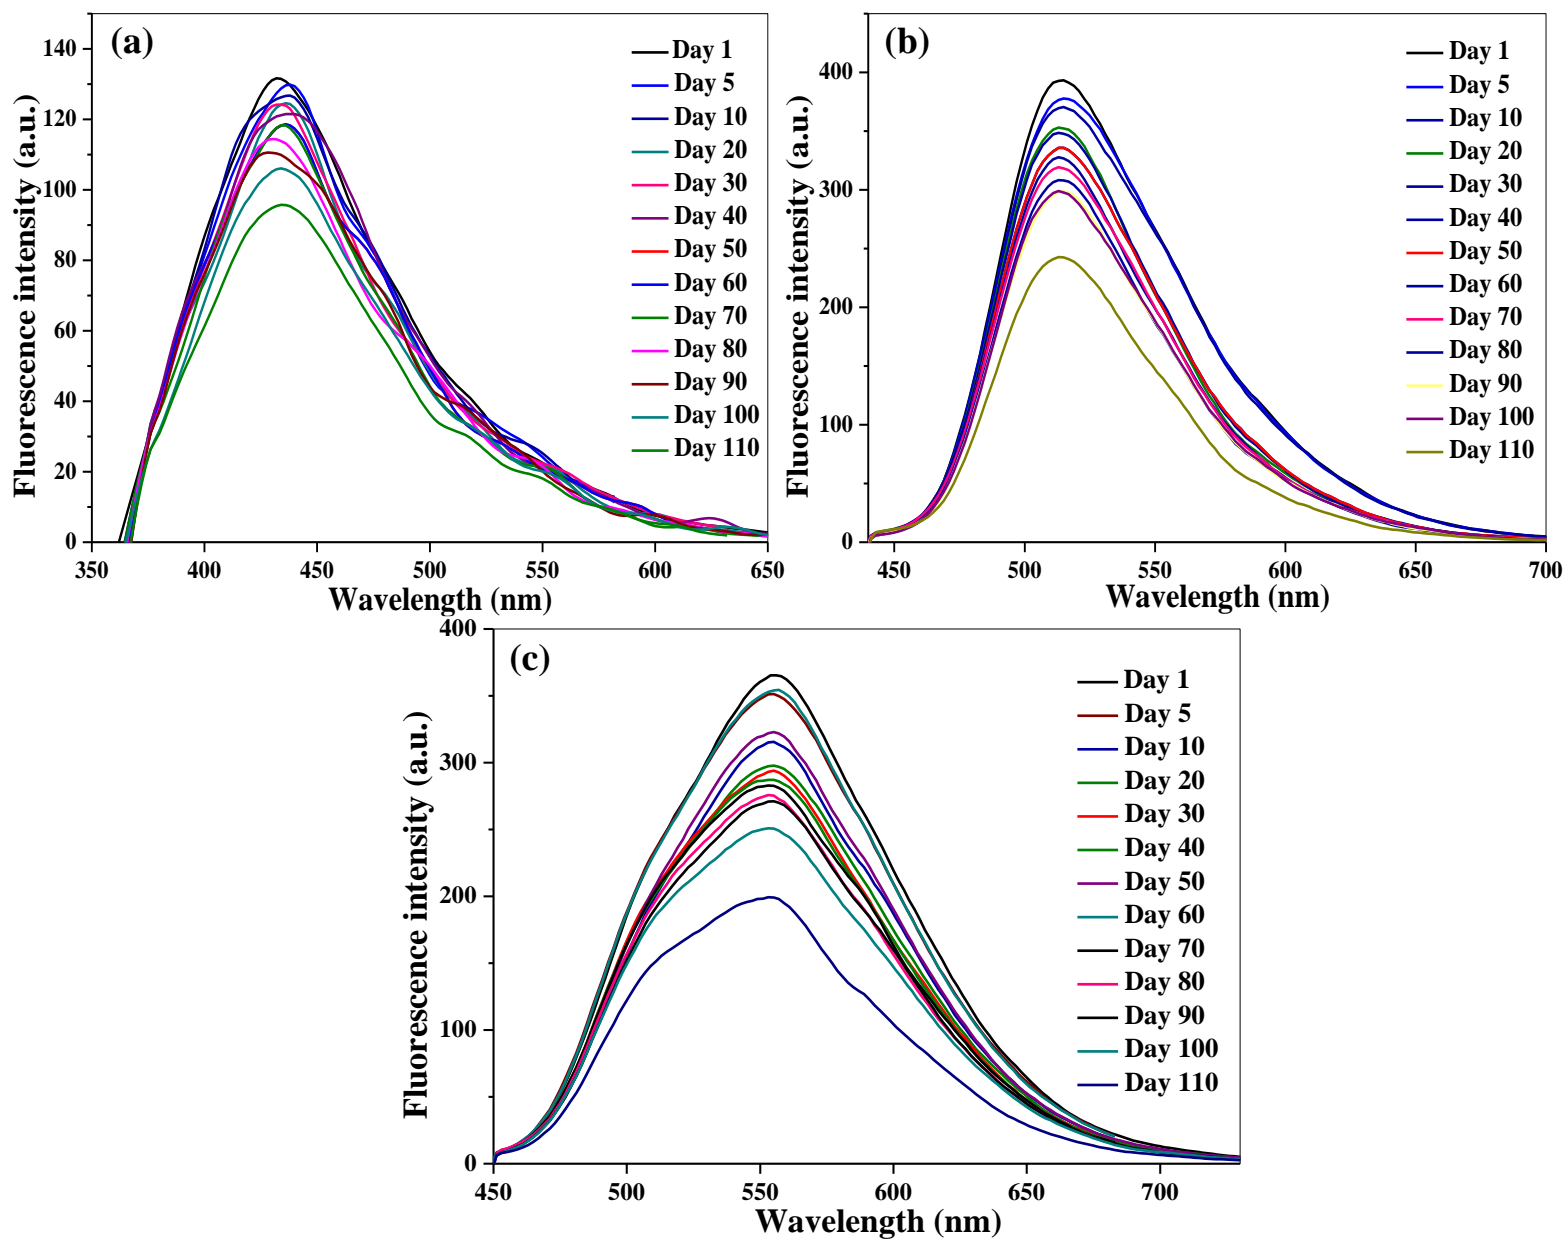 (a)
Fluorescence intensity (a.u.)
140
120
100
80
60
40
20
0
350 400 450 500 550 600 650
Wavelength (nm)
Day 1
Day 5
Day 10
Day 20
Day 30
Day 40
Day 50
Day 60
Day 70
Day 80
Day 90
Day 100
Day 110
(b)
Fluorescence intensity (a.u.)
400
300
200
100
0
450 500 550 600 650 700
Wavelength (nm)
Day 1
Day 5
Day 10
Day 20
Day 30
Day 40
Day 50
Day 60
Day 70
Day 80
Day 90
Day 100
Day 110
(c)
Fluorescence intensity (a.u.)
400
300
200
100
0
450 500 550 600 650 700
Wavelength (nm)
Day 1
Day 5
Day 10
Day 20
Day 30
Day 40
Day 50
Day 60
Day 70
Day 80
Day 90
Day 100
Day 110